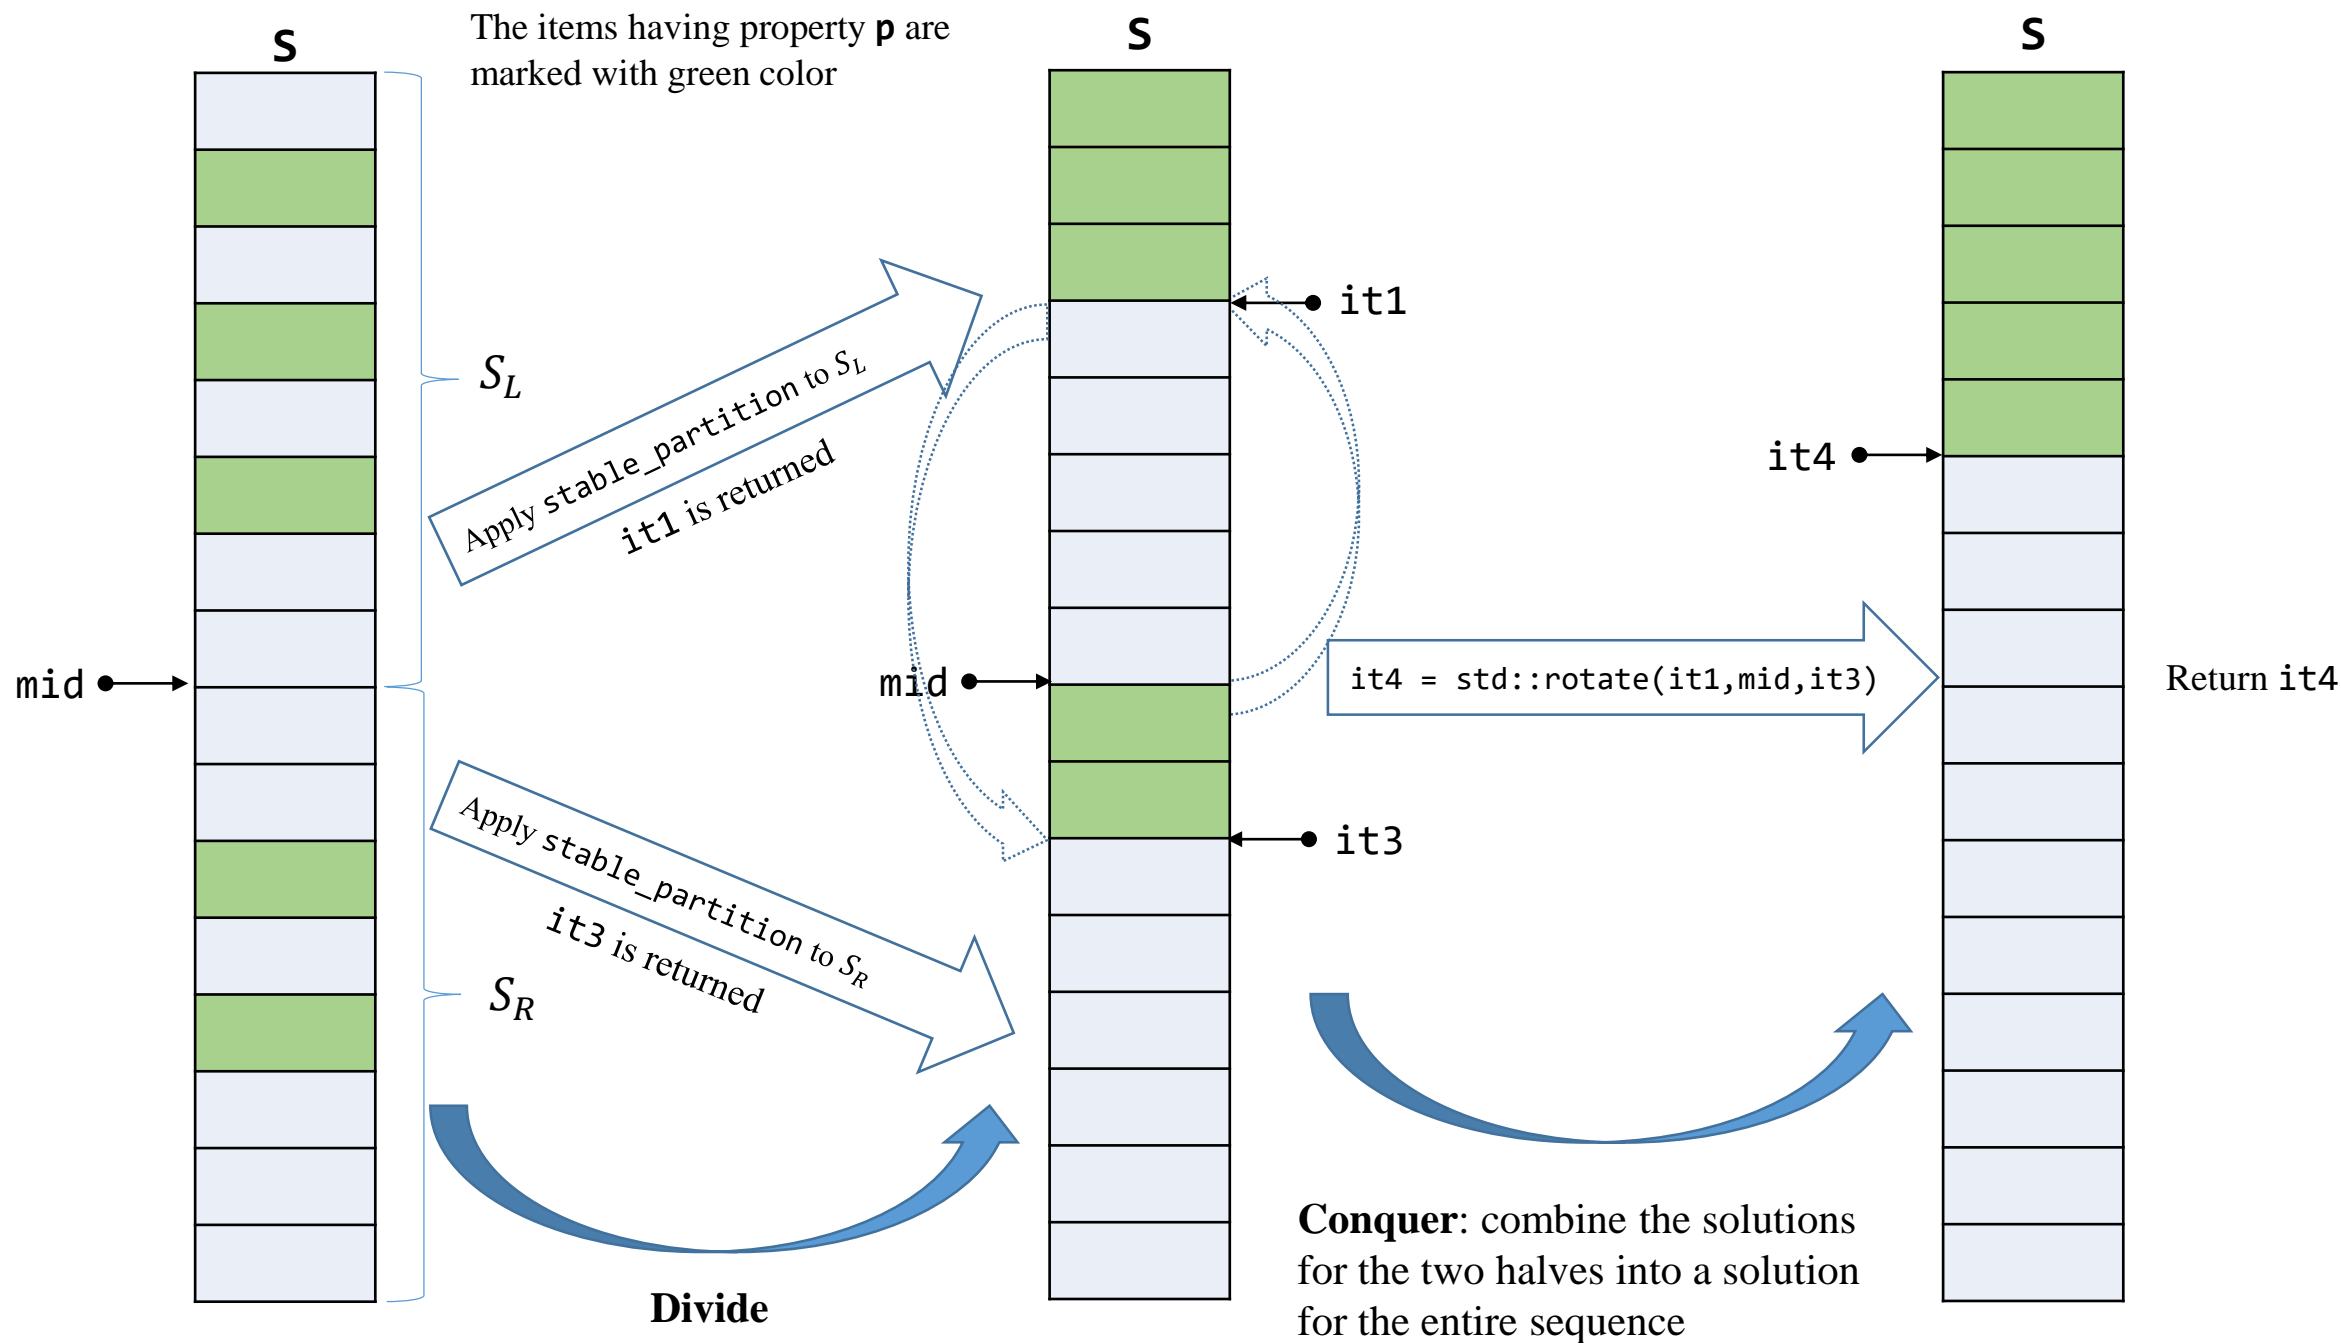 S
The items having property p are
marked with green color
S
S
it1
S_L
Apply stable_partition to S_L
it1 is returned
it4
mid
mid
it4 = std::rotate(it1,mid,it3)
Return it4
Apply stable_partition to S_R
it3 is returned
it3
S_R
Divide
Conquer: combine the solutions
for the two halves into a solution
for the entire sequence